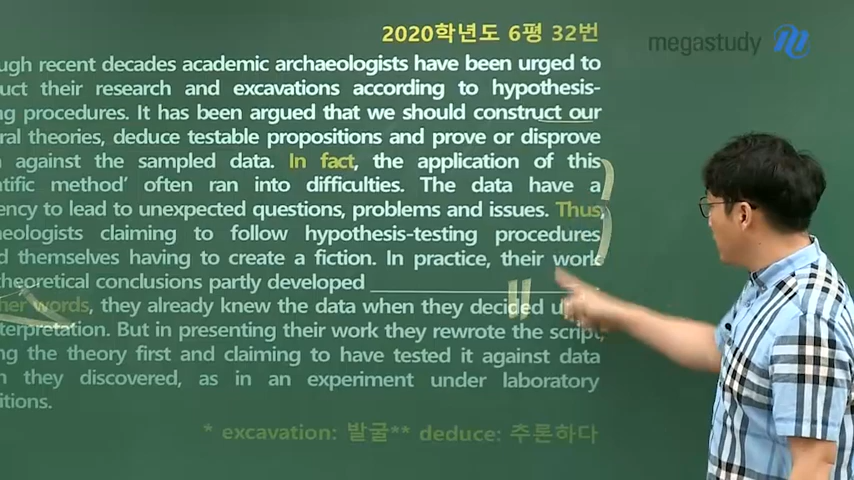 2020학년도 6평 32번
megastudy
ugh recent decades academic archaeologists have been urged to
uct their research and excavations according to hypothesis-
ng procedures. It has been argued that we should construct our
ral theories, deduce testable propositions and prove or disprove
against the sampled data. In fact, the application of this
ntific method' often ran into difficulties. The data have a
ency to lead to unexpected questions, problems and issues. Thus
aeologists claiming to follow hypothesis-testing procedures
d themselves having to create a fiction. In practice, their work
theoretical conclusions partly developed
her words, they already knew the data when they decided
terpretation. But in presenting their work they rewrote the script,
ng the theory first and claiming to have tested it against data
h they discovered, as in an experiment under laboratory
itions.
* excavation: 발굴** deduce: 추론하다